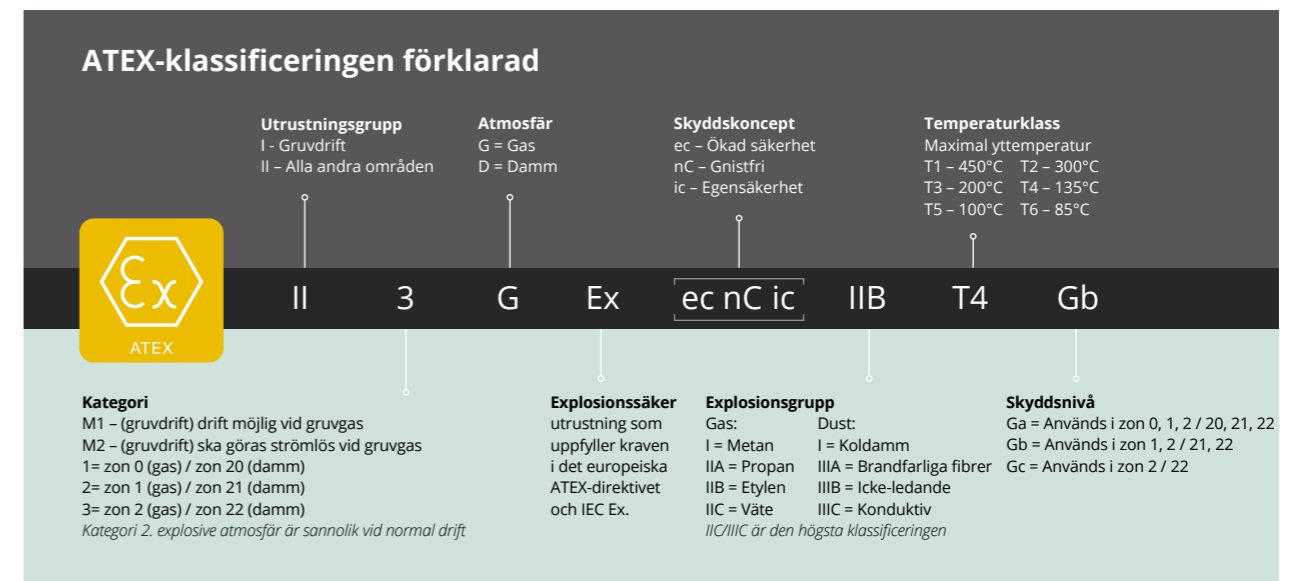 ATEX-klassificeringen förklarad
Utrustningsgrupp
I - Gruvdrift
II – Alla andra områden
Atmosfär
G = Gas
D = Damm
Skyddskoncept
ec – Ökad säkerhet
nC – Gnistfri
ic – Egensäkerhet
Temperaturklass
Maximal yttemperatur
T1 – 450°C T2 – 300°C
T3 – 200°C T4 – 135°C
T5 – 100°C T6 – 85°C
Ex
ATEX
II 3 G Ex ec nC ic IIB T4 Gb
Kategori
M1 – (gruvdrift) drift möjlig vid gruvgas
M2 – (gruvdrift) ska göras strömlös vid gruvgas
1= zon 0 (gas) / zon 20 (damm)
2= zon 1 (gas) / zon 21 (damm)
3= zon 2 (gas) / zon 22 (damm)
Kategori 2. explosive atmosfär är sannolik vid normal drift
Explosionssäker
utrustning som
uppfyller kraven
i det europeiska
ATEX-direktivet
och IEC Ex.
Explosionsgrupp
Gas:
I = Metan
IIA = Propan
IIB = Etylen
IIC = Väte
Dust:
I = Koldamm
IIIA = Brandfarliga fibrer
IIIB = Icke-ledande
IIIC = Konduktiv
IIC/IIIC är den högsta klassificeringen
Skyddsnivå
Ga = Används i zon 0, 1, 2 / 20, 21, 22
Gb = Används i zon 1, 2 / 21, 22
Gc = Används i zon 2 / 22